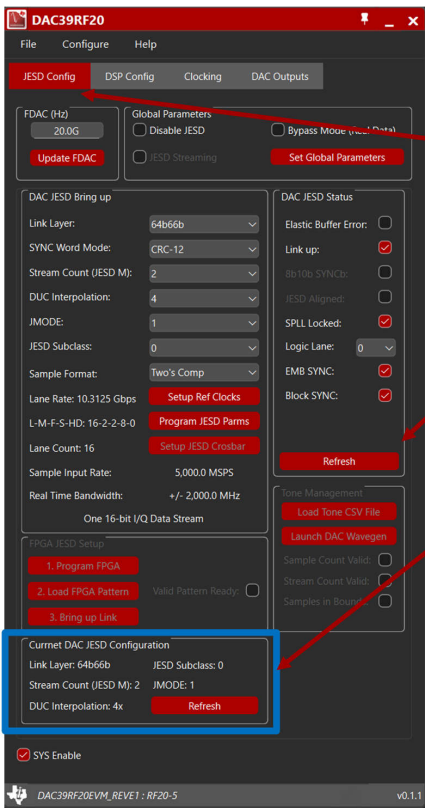 DAC39RF20
File Configure Help
JESD Config DSP Config Clocking DAC Outputs
FDAC (Hz)
20.0G
Update FDAC
Global Parameters
Disable JESD Bypass Mode (Real Data)
JESD Streaming Set Global Parameters
DAC JESD Bring up
Link Layer: 64b66b
SYNC Word Mode: CRC-12
Stream Count (JESD M): 2
DUC Interpolation: 4
JMODE: 1
JESD Subclass: 0
Sample Format: Two's Comp
Lane Rate: 10.3125 Gbps Setup Ref Clocks
L-M-F-S-HD: 16-2-2-8-0 Program JESD Parms
Lane Count: 16 Setup JESD Crosbar
Sample Input Rate: 5,000.0 MSPS
Real Time Bandwidth: +/- 2,000.0 MHz
One 16-bit I/Q Data Stream
DAC JESD Status
Elastic Buffer Error:
Link up:
8b10b SYNCb:
JESD Aligned:
SPLL Locked:
Logic Lane: 0
EMB SYNC:
Block SYNC:
Refresh
FPGA JESD Setup
1. Program FPGA
2. Load FPGA Pattern Valid Pattern Ready:
3. Bring up Link
Tone Management
Load Tone CSV File
Launch DAC Wavegen
Sample Count Valid:
Stream Count Valid:
Samples in Bounds:
Currnet DAC JESD Configuration
Link Layer: 64b66b JESD Subclass: 0
Stream Count (JESD M): 2 JMODE: 1
DUC Interpolation: 4x Refresh
SYS Enable
DAC39RF20EVM_REVE1 : RF20-5 v0.1.1